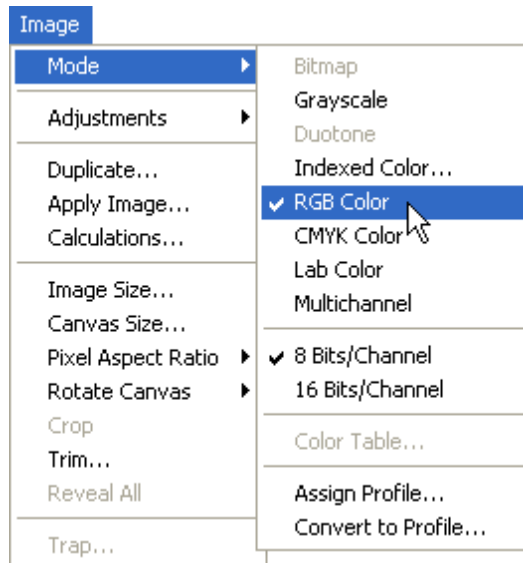 Image
Mode
Adjustments
Duplicate...
Apply Image...
Calculations...
Image Size...
Canvas Size...
Pixel Aspect Ratio
Rotate Canvas
Crop
Trim...
Reveal All
Trap...
Bitmap
Grayscale
Duotone
Indexed Color...
RGB Color
CMYK Color
Lab Color
Multichannel
8 Bits/Channel
16 Bits/Channel
Color Table...
Assign Profile...
Convert to Profile...